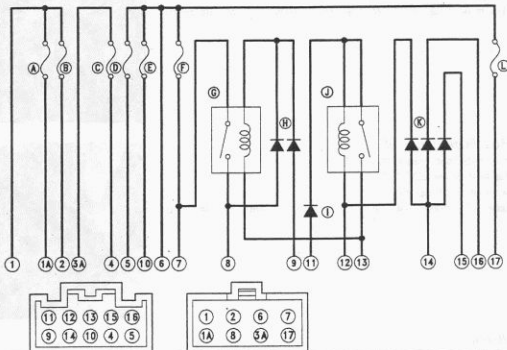 A B C D E F L
G H J K
I
1 1A 2 3A 4 5 10 6 7 8 9 11 12 13 14 15 16 17
11 12 13 15 16
9 14 10 4 5
1 2 6 7
1A 8 3A 17